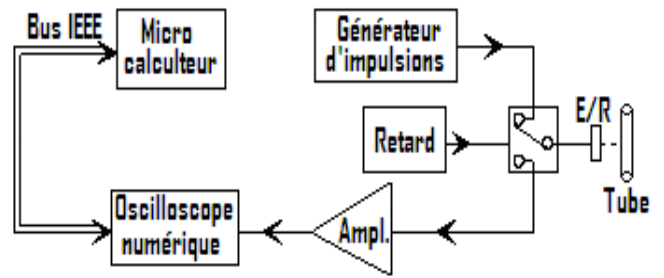 Bus IEEE
Micro
calculteur
Générateur
d'impulsions
E/R
Retard
Tube
Oscilloscope
numérique
Ampl.